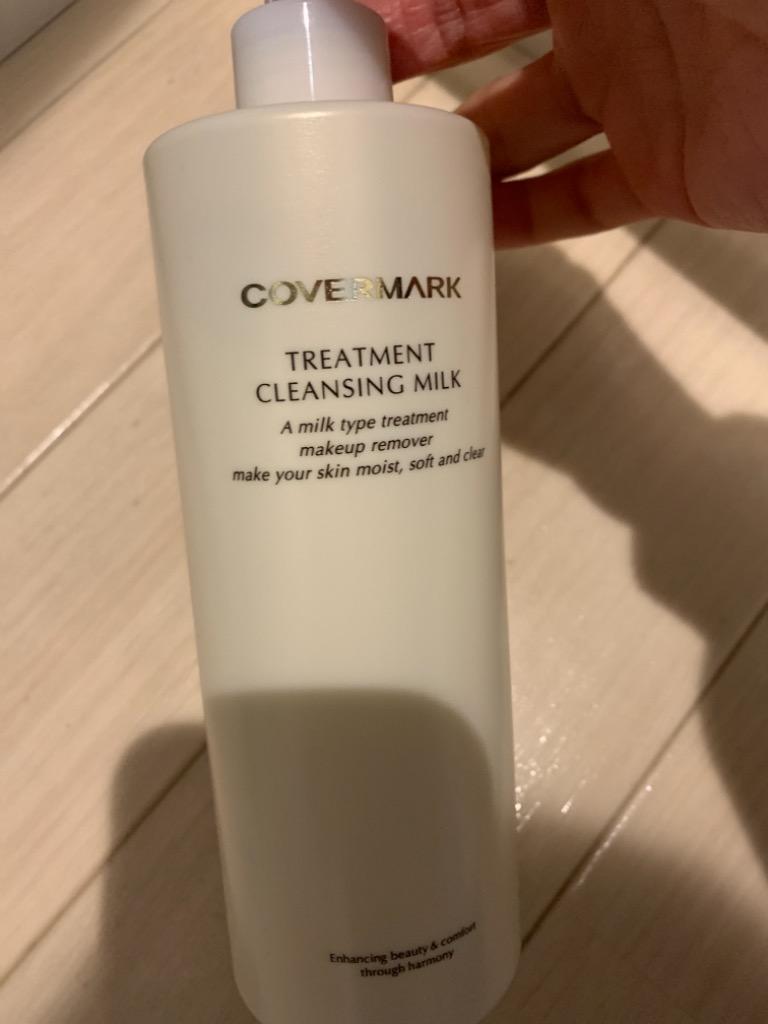 COVERMARK
TREATMENT
CLEANSING MILK
A milk type treatment
makeup remover
make your skin moist, soft and clear
Enhancing beauty & comfort
through harmony